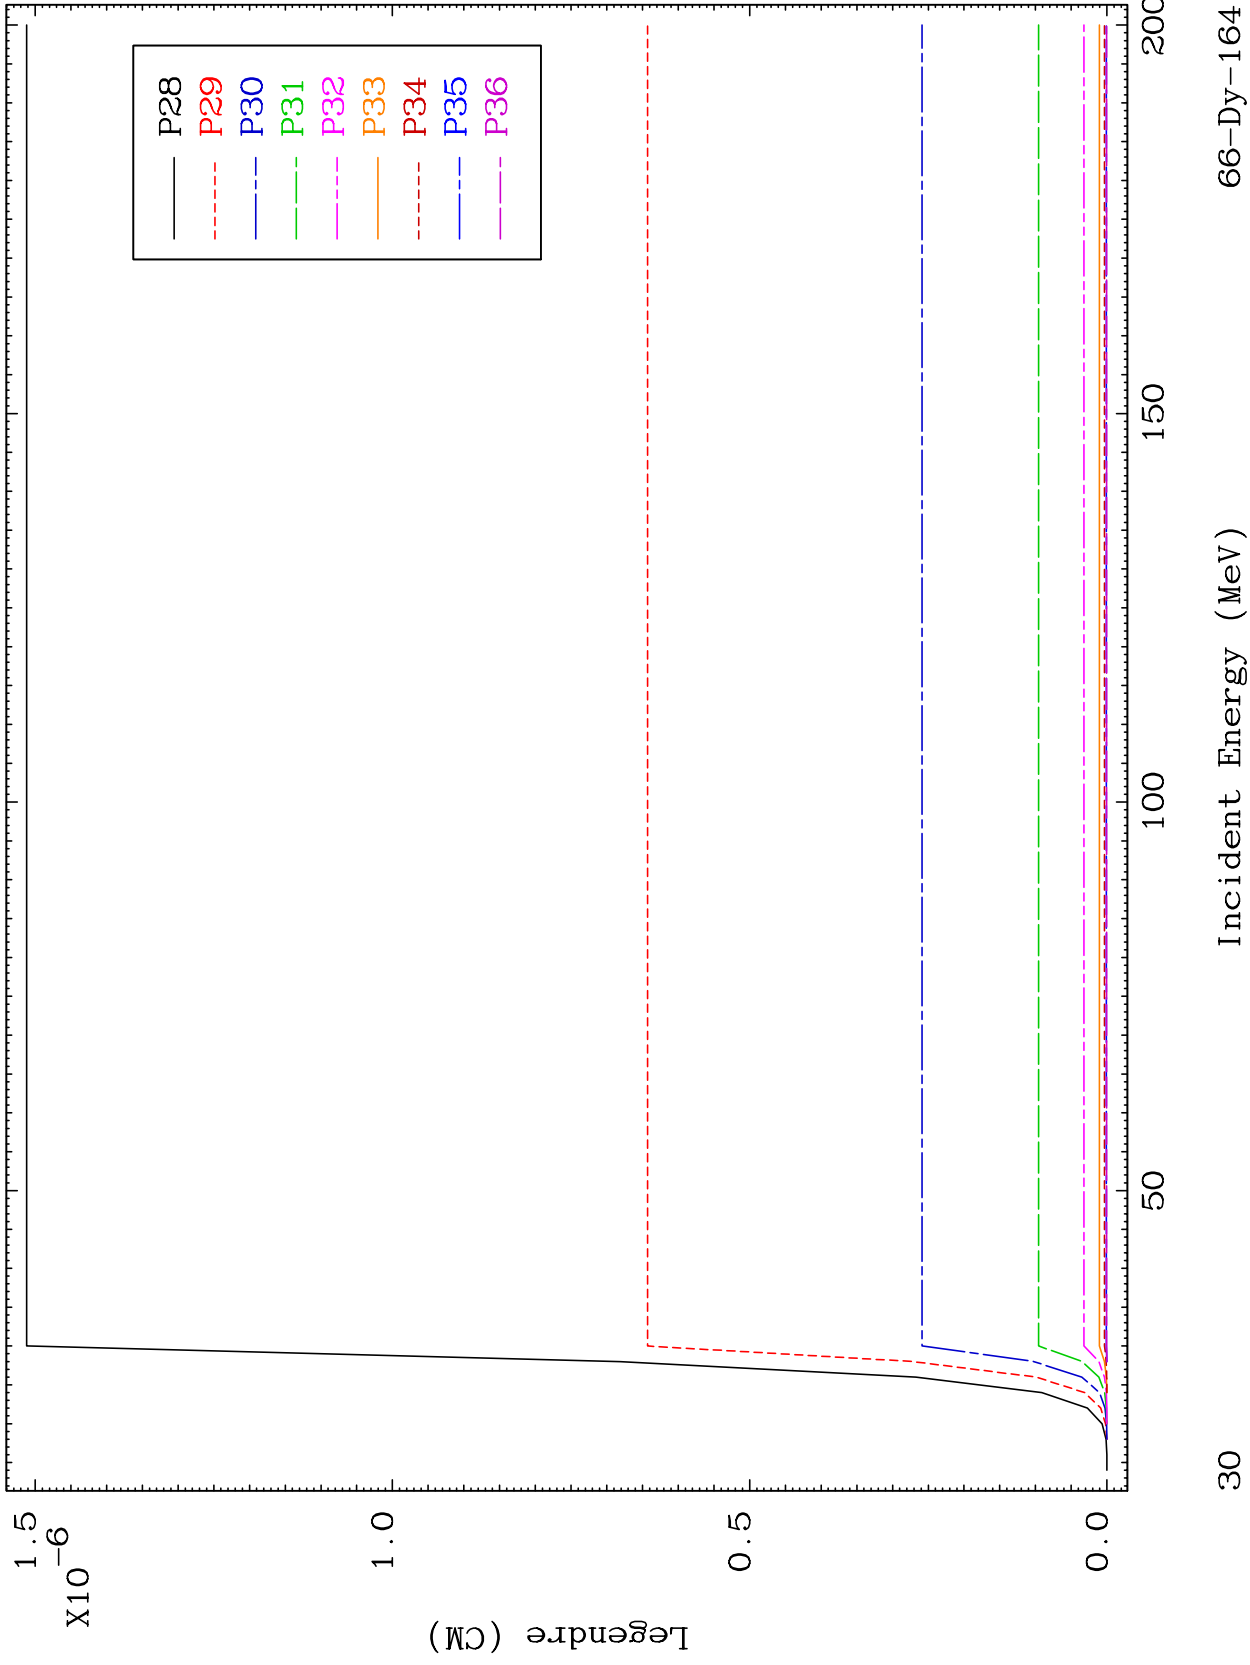 1.5
X10-6
1.0
0.5
0.0
Legendre (CM)
P28
P29
P30
P31
P32
P33
P34
P35
P36
50
100
150
200
30
Incident Energy (MeV)
66-Dy-164